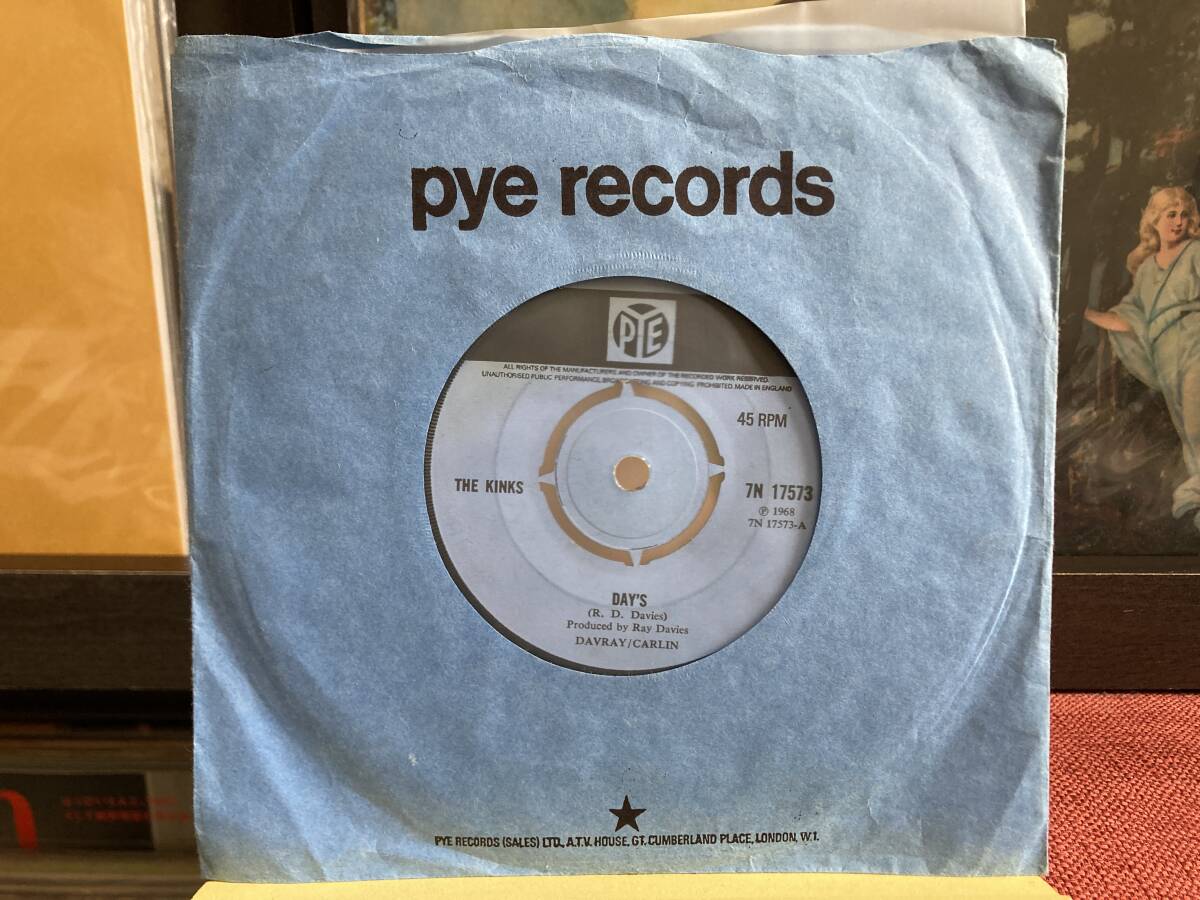 pye records
PYE
ALL RIGHTS OF THE MANUFACTURERS AND OWNER OF THE RECORDED WORK RESERVED.
UNAUTHORISED PUBLIC PERFORMANCE, BROADCASTING AND COPYING PROHIBITED. MADE IN ENGLAND
45 RPM
THE KINKS
7N 17573
℗ 1968
7N 17573-A
DAY'S
(R. D. Davies)
Produced by Ray Davies
DAVRAY/CARLIN
PYE RECORDS (SALES) LTD., A.T.V. HOUSE, GT. CUMBERLAND PLACE, LONDON, W.1.